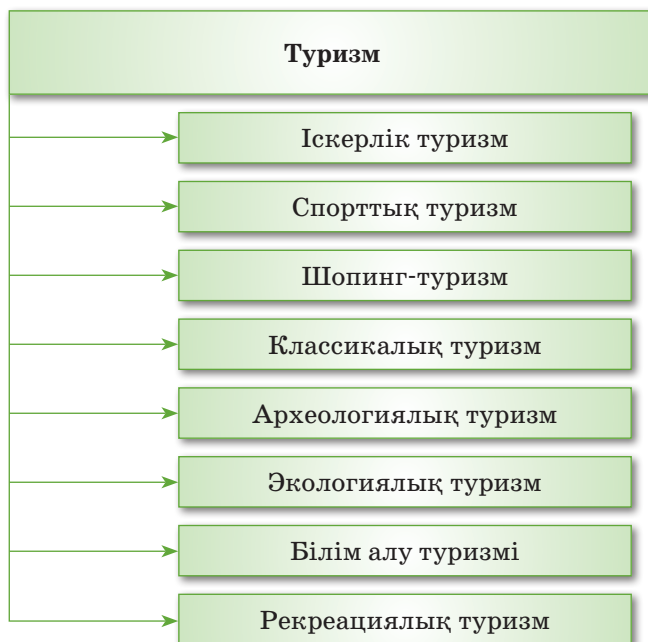 Туризм
Іскерлік туризм
Спорттық туризм
Шопинг-туризм
Классикалық туризм
Археологиялық туризм
Экологиялық туризм
Білім алу туризмі
Рекреациялық туризм